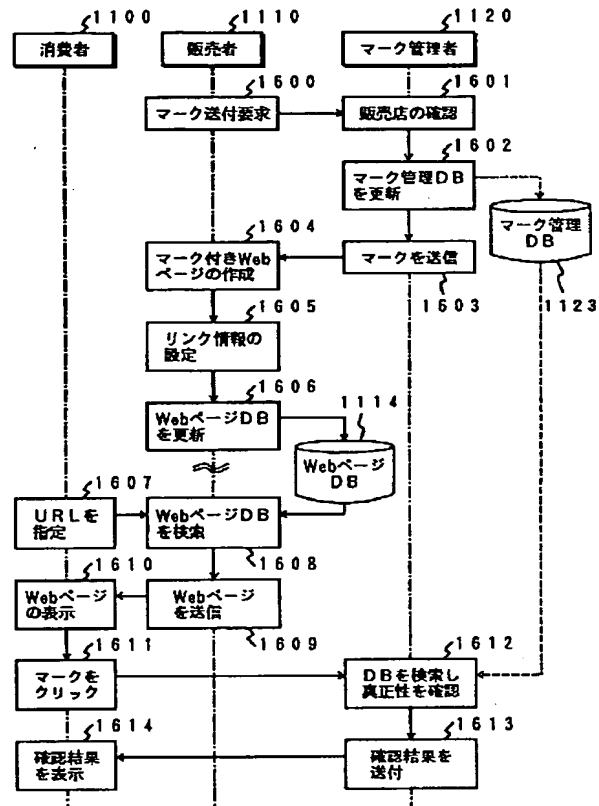 1100
1110
1120
消費者
販売者
マーク管理者
1600
1601
マーク送付要求
販売店の確認
1602
マーク管理DB
を更新
マーク管理
DB
1604
マーク付きWeb
ページの作成
マークを送信
1603
1123
1605
リンク情報の
設定
1606
1114
WebページDB
を更新
Webページ
DB
1607
URLを
指定
WebページDB
を検索
1608
1610
Webページ
の表示
Webページ
を送信
1609
1611
1612
マークを
クリック
DBを検索し
真正性を確認
1614
1613
確認結果
を表示
確認結果を
送付